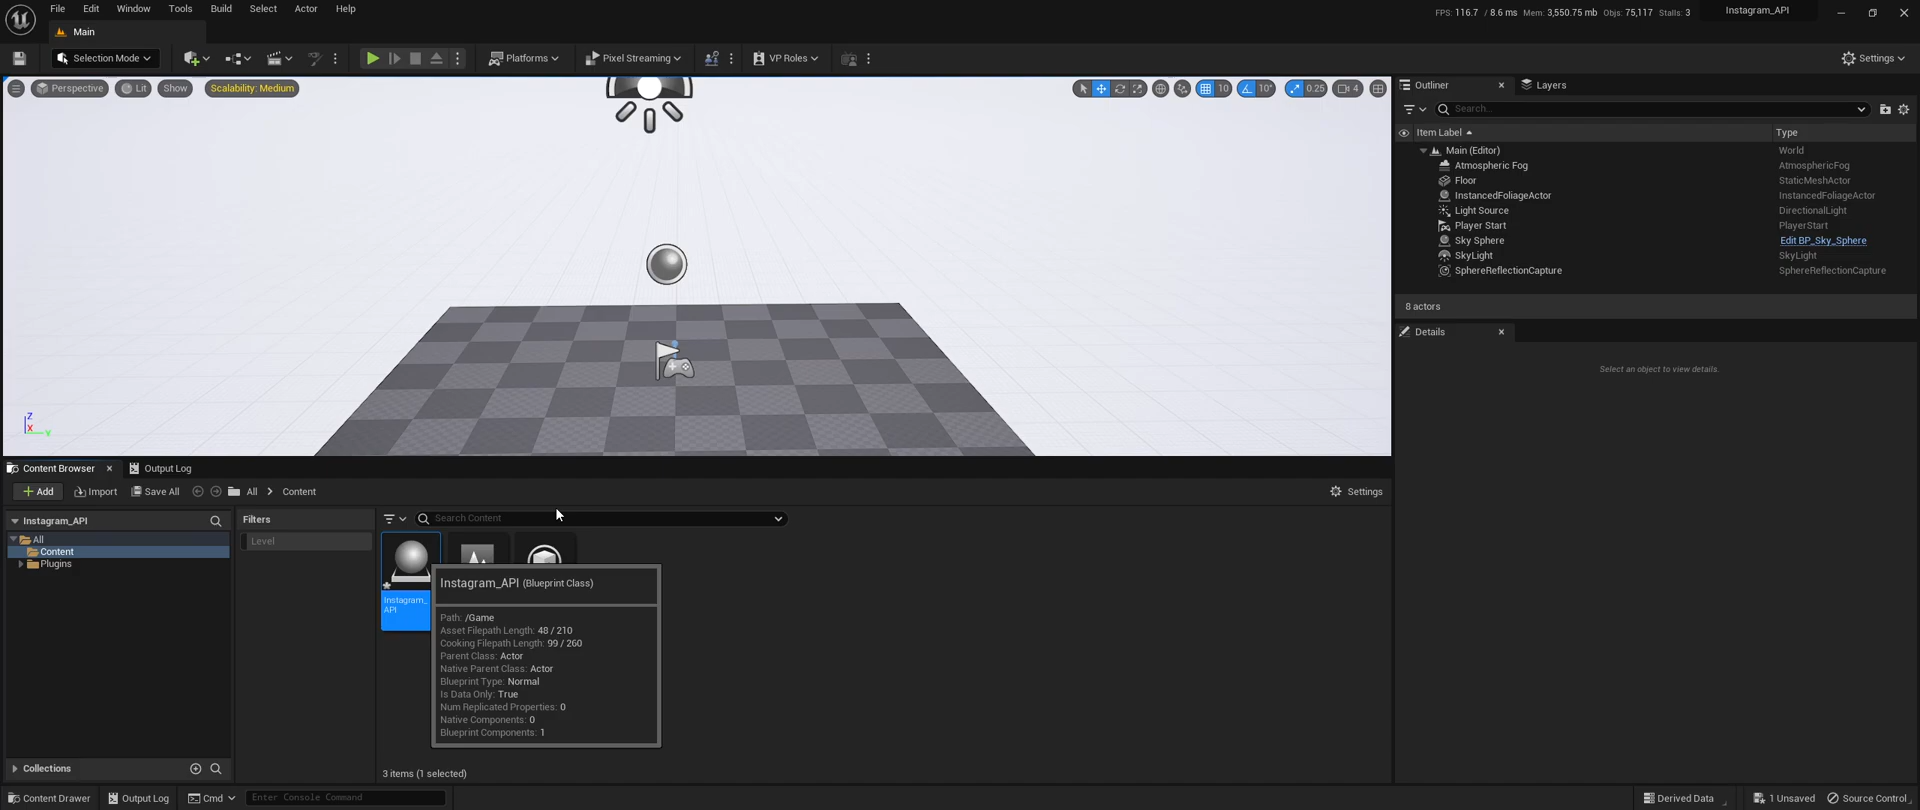 File Edit Window Tools Build Select Actor Help
FPS: 116.7 / 8.6 ms Mem: 3,550.75 mb Objs: 75,117 Stalls: 3
Instagram_API
Main
Selection Mode
Platforms
Pixel Streaming
VP Roles
Settings
Perspective
Lit
Show
Scalability: Medium
10
10°
0.25
4
Z
X
Y
Outliner
Layers
Search...
Item Label Type
Main (Editor) World
Atmospheric Fog AtmosphericFog
Floor StaticMeshActor
InstancedFoliageActor InstancedFoliageActor
Light Source DirectionalLight
Player Start PlayerStart
Sky Sphere Edit BP_Sky_Sphere
SkyLight SkyLight
SphereReflectionCapture SphereReflectionCapture
8 actors
Details
Select an object to view details.
Content Browser
Output Log
Add
Import
Save All
All > Content
Settings
Instagram_API
All
Content
Plugins
Filters
Level
Search Content
Instagram_
API
Instagram_API (Blueprint Class)
Path: /Game
Asset Filepath Length: 48 / 210
Cooking Filepath Length: 99 / 260
Parent Class: Actor
Native Parent Class: Actor
Blueprint Type: Normal
Is Data Only: True
Num Replicated Properties: 0
Native Components: 0
Blueprint Components: 1
Collections
3 items (1 selected)
Content Drawer
Output Log
Cmd
Enter Console Command
Derived Data
1 Unsaved
Source Control